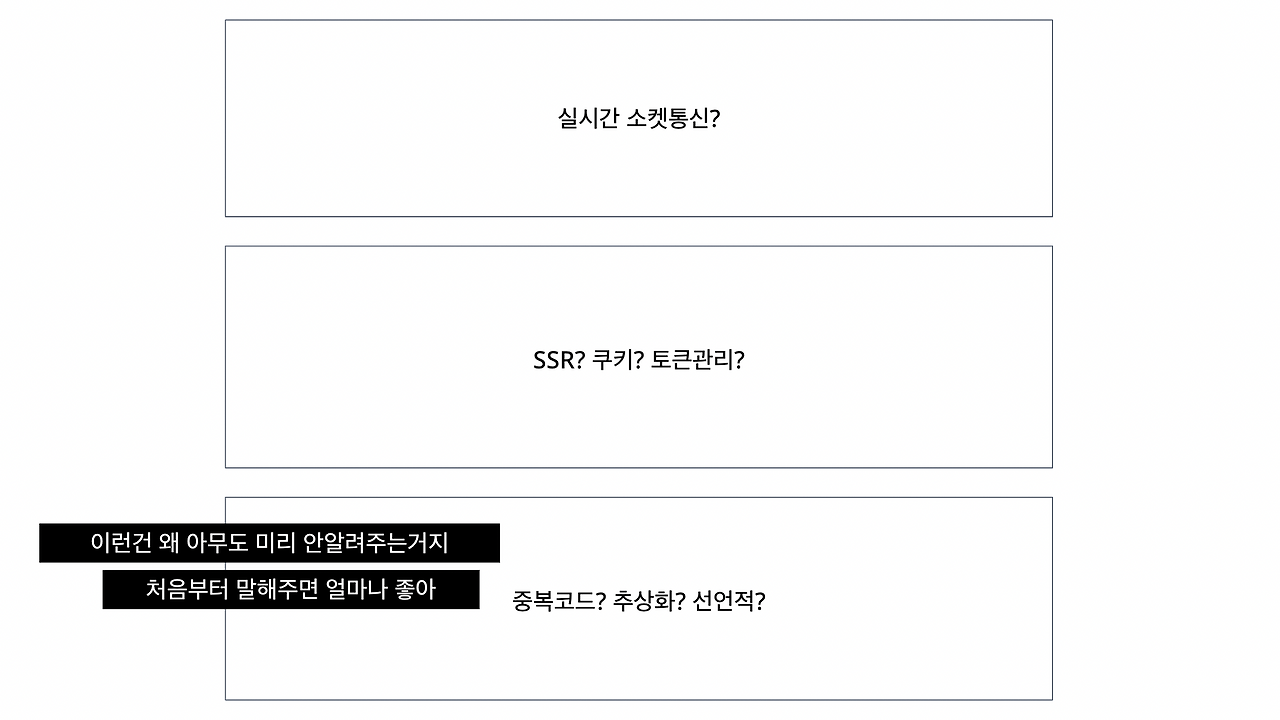 실시간 소켓통신?
SSR? 쿠키? 토큰관리?
이런건 왜 아무도 미리 안알려주는거지
처음부터 말해주면 얼마나 좋아
중복코드? 추상화? 선언적?